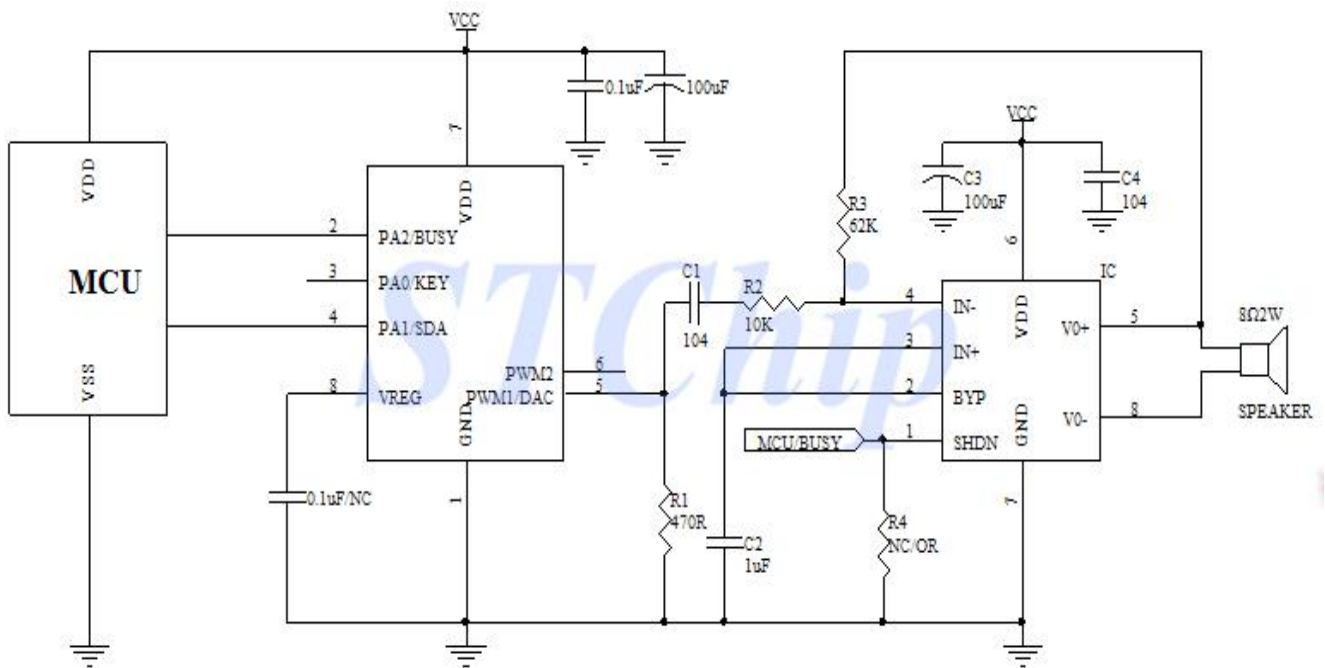 VCC
0.1uF
100uF
VDD
MCU
VSS
7
VDD
2
PA2/BUSY
3
PA0/KEY
4
PA1/SDA
8
VREG
PWM2
6
PWM1/DAC
5
GND
1
0.1uF/NC
R1
470R
C1
104
R2
10K
R3
62K
C2
1uF
VCC
C3
100uF
C4
104
6
IC
4
IN-
VDD
3
IN+
2
BYP
1
SHDN
GND
7
V0+
5
V0-
8
MCU/BUSY
R4
NC/OR
8Ω2W
SPEAKER
STChip